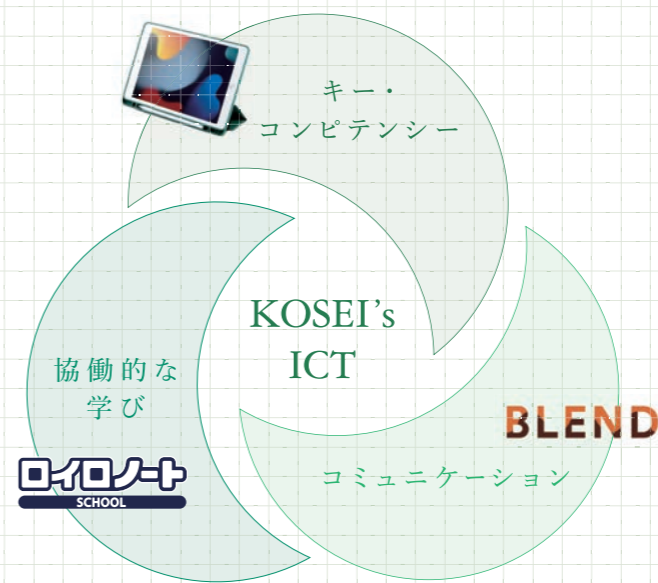 キー・
コンピテンシー
KOSEI's
ICT
協働的な
学び
ロイロノート
SCHOOL
BLEND
コミュニケーション